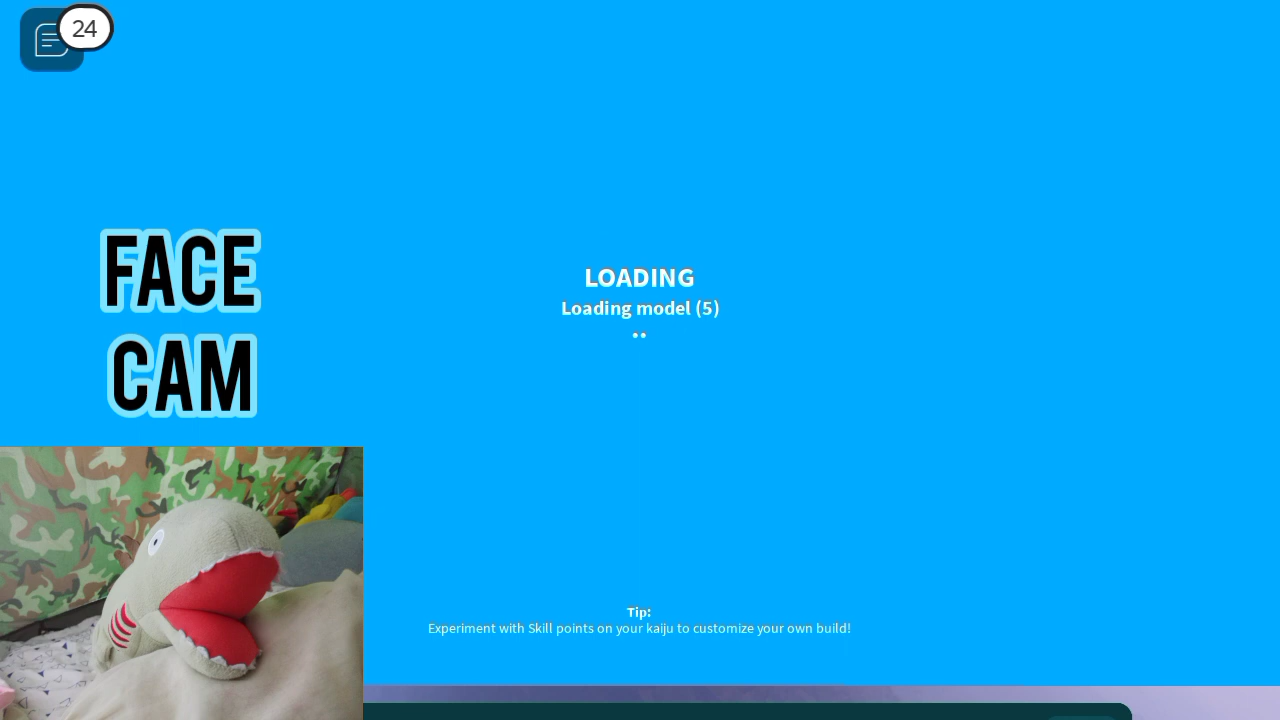 24
FACE
CAM
LOADING
Loading model (5)
Tip:
Experiment with Skill points on your kaiju to customize your own build!